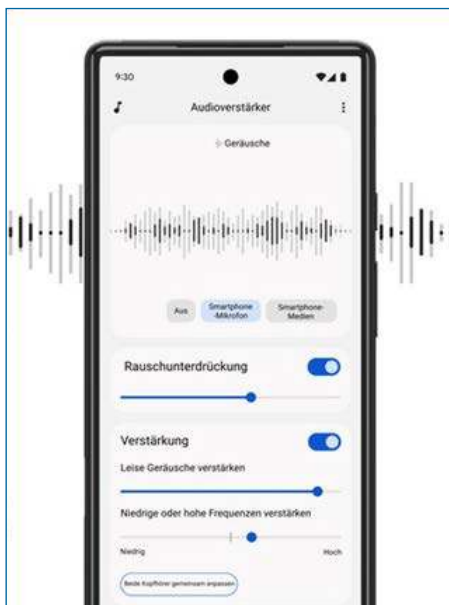 9:30
Audioverstärker
Geräusche
Aus
Smartphone
-Mikrofon
Smartphone-
Medien
Rauschunterdrückung
Verstärkung
Leise Geräusche verstärken
Niedrige oder hohe Frequenzen verstärken
Niedrig
Hoch
Beide Kopfhörer gemeinsam anpassen